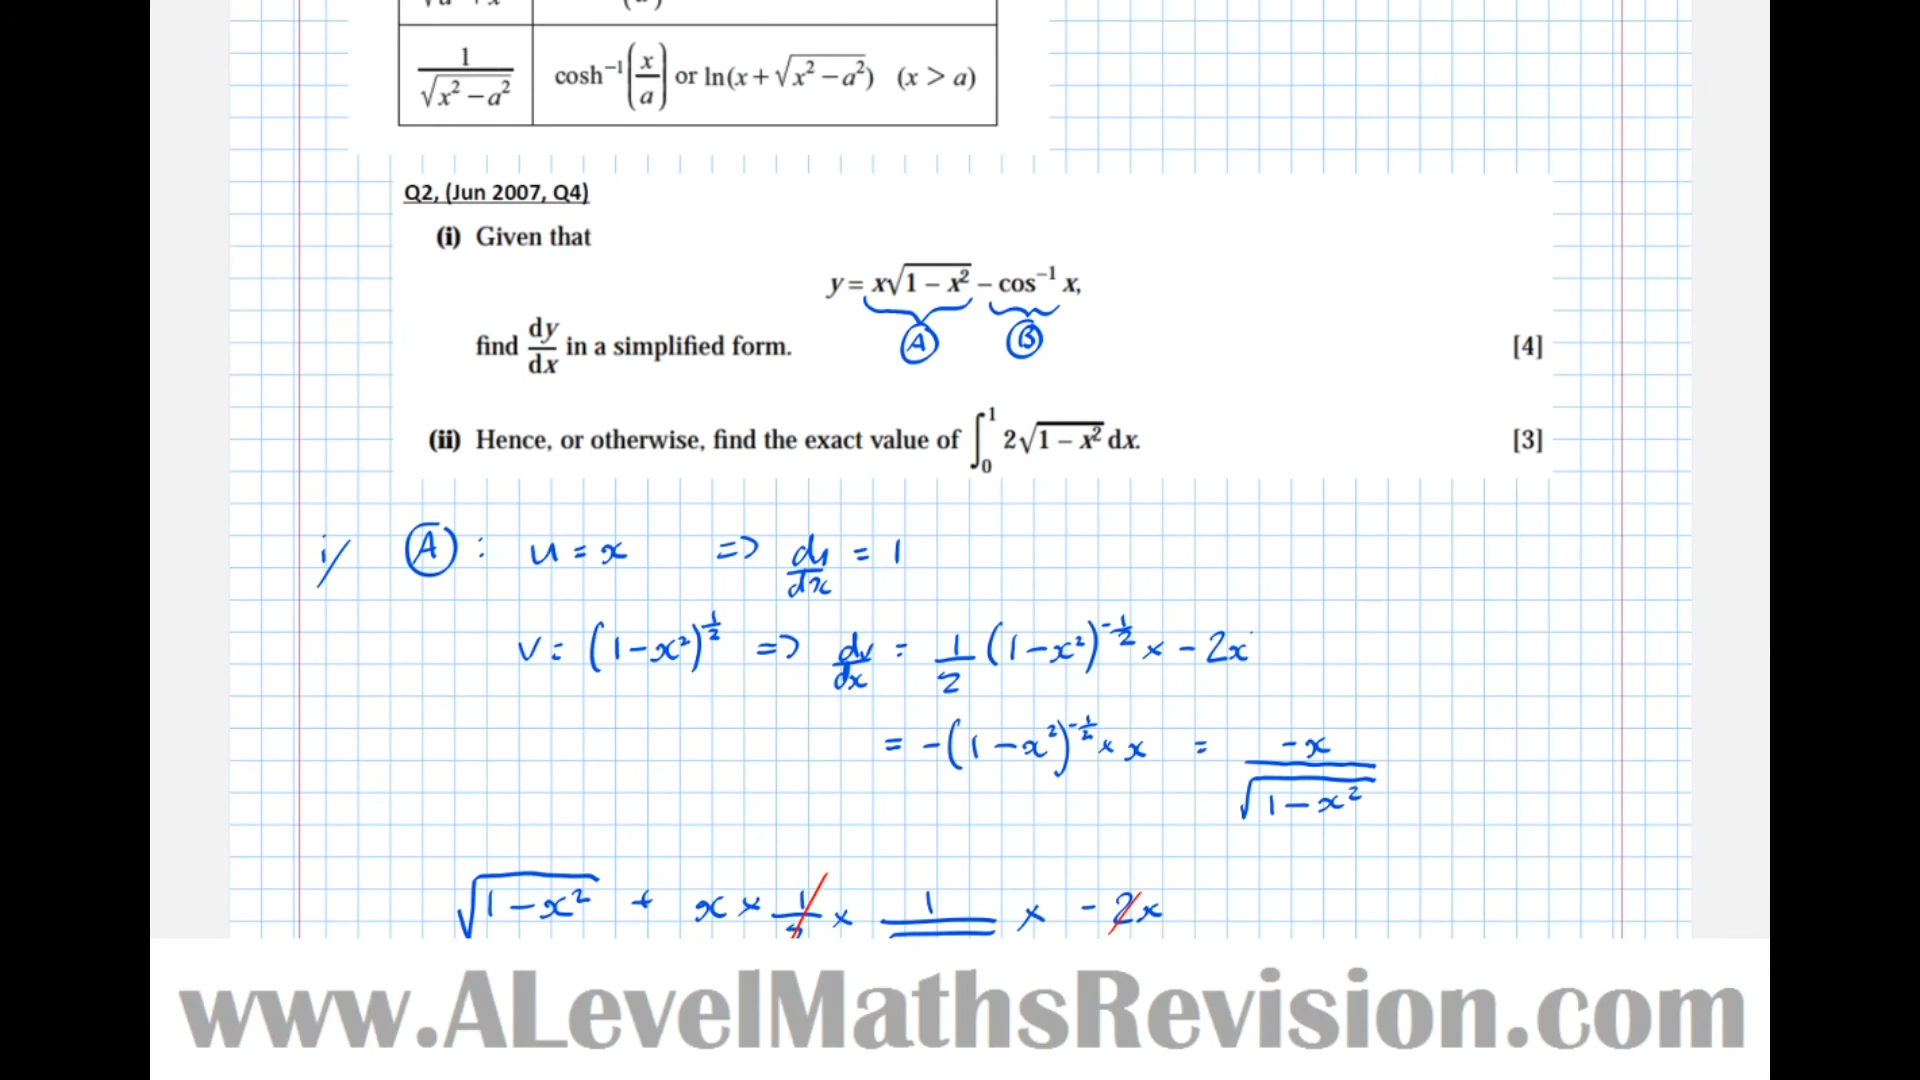 1/√(x² − a²) cosh⁻¹(x/a) or ln(x + √(x² − a²)) (x > a)
Q2, (Jun 2007, Q4)
(i) Given that
y = x√(1 − x²) − cos⁻¹ x,
A B
find dy/dx in a simplified form. [4]
(ii) Hence, or otherwise, find the exact value of ∫₀¹ 2√(1 − x²) dx. [3]
i/ A : u = x => du/dx = 1
v = (1 − x²)^½ => dv/dx = 1/2 (1 − x²)^-½ × − 2x
= −(1 − x²)^-½ × x = −x/√(1 − x²)
√(1 − x²) + x × 1/2 × 1 × − 2x
www.ALevelMathsRevision.com